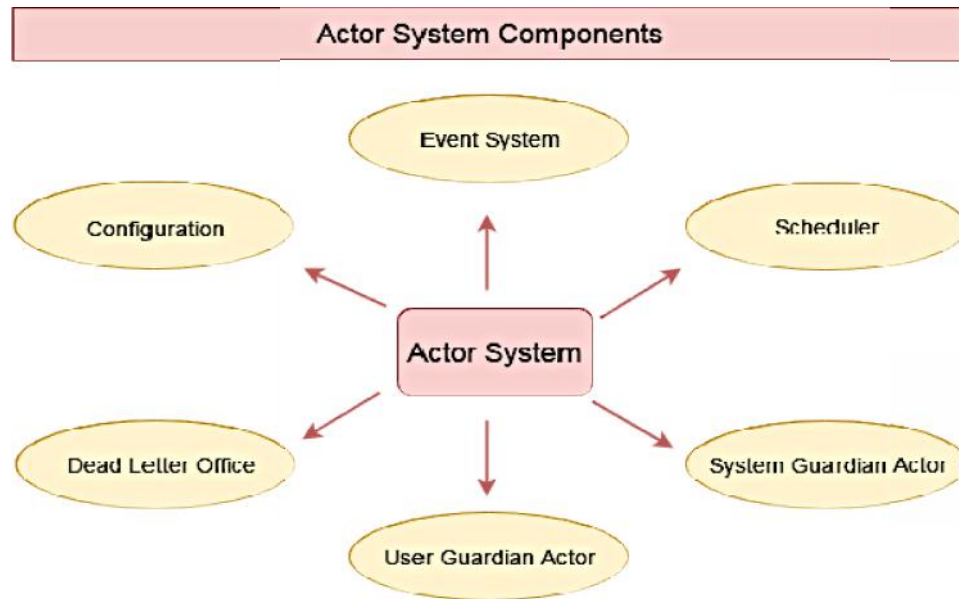 Actor System Components
Event System
Configuration
Scheduler
Actor System
Dead Letter Office
System Guardian Actor
User Guardian Actor